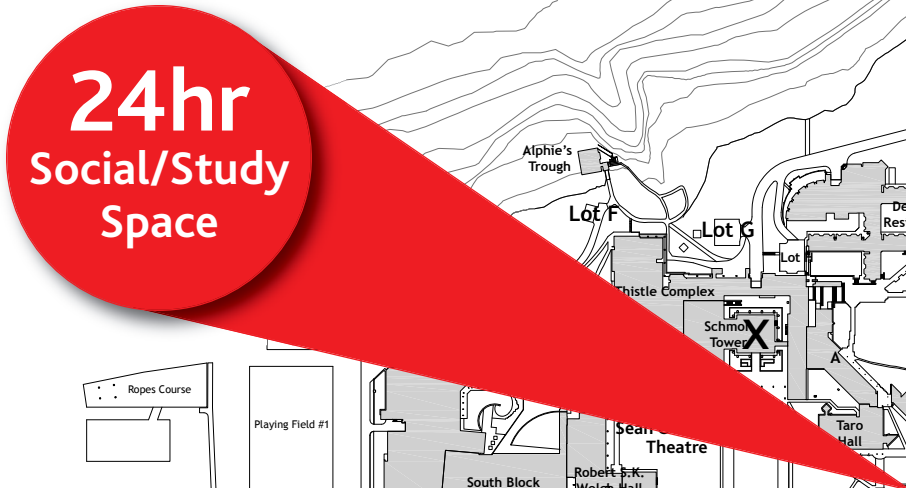 24hr
Social/Study
Space
Alphie's
Trough
Lot F
Lot G
Lot
Thistle Complex
X
A
Taro
Hall
Ropes Course
Playing Field #1
Theatre
South Block
Robert S.K.